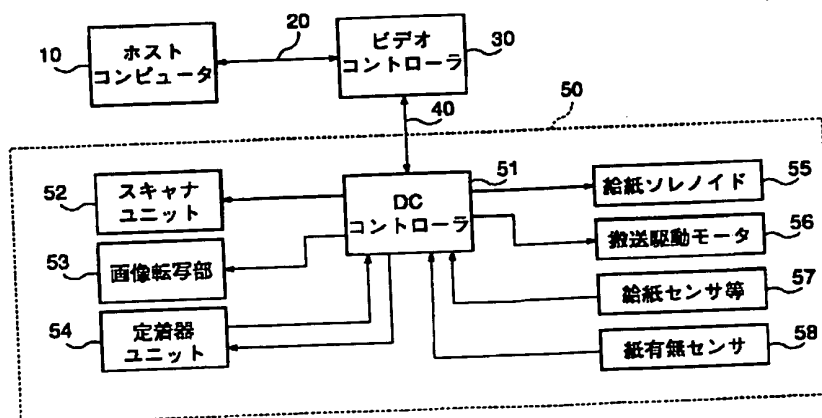 10
ホスト
コンピュータ
20
ビデオ
コントローラ
30
40
50
51
DC
コントローラ
52
スキャナ
ユニット
53
画像転写部
54
定着器
ユニット
給紙ソレノイド
55
搬送駆動モータ
56
給紙センサ等
57
紙有無センサ
58